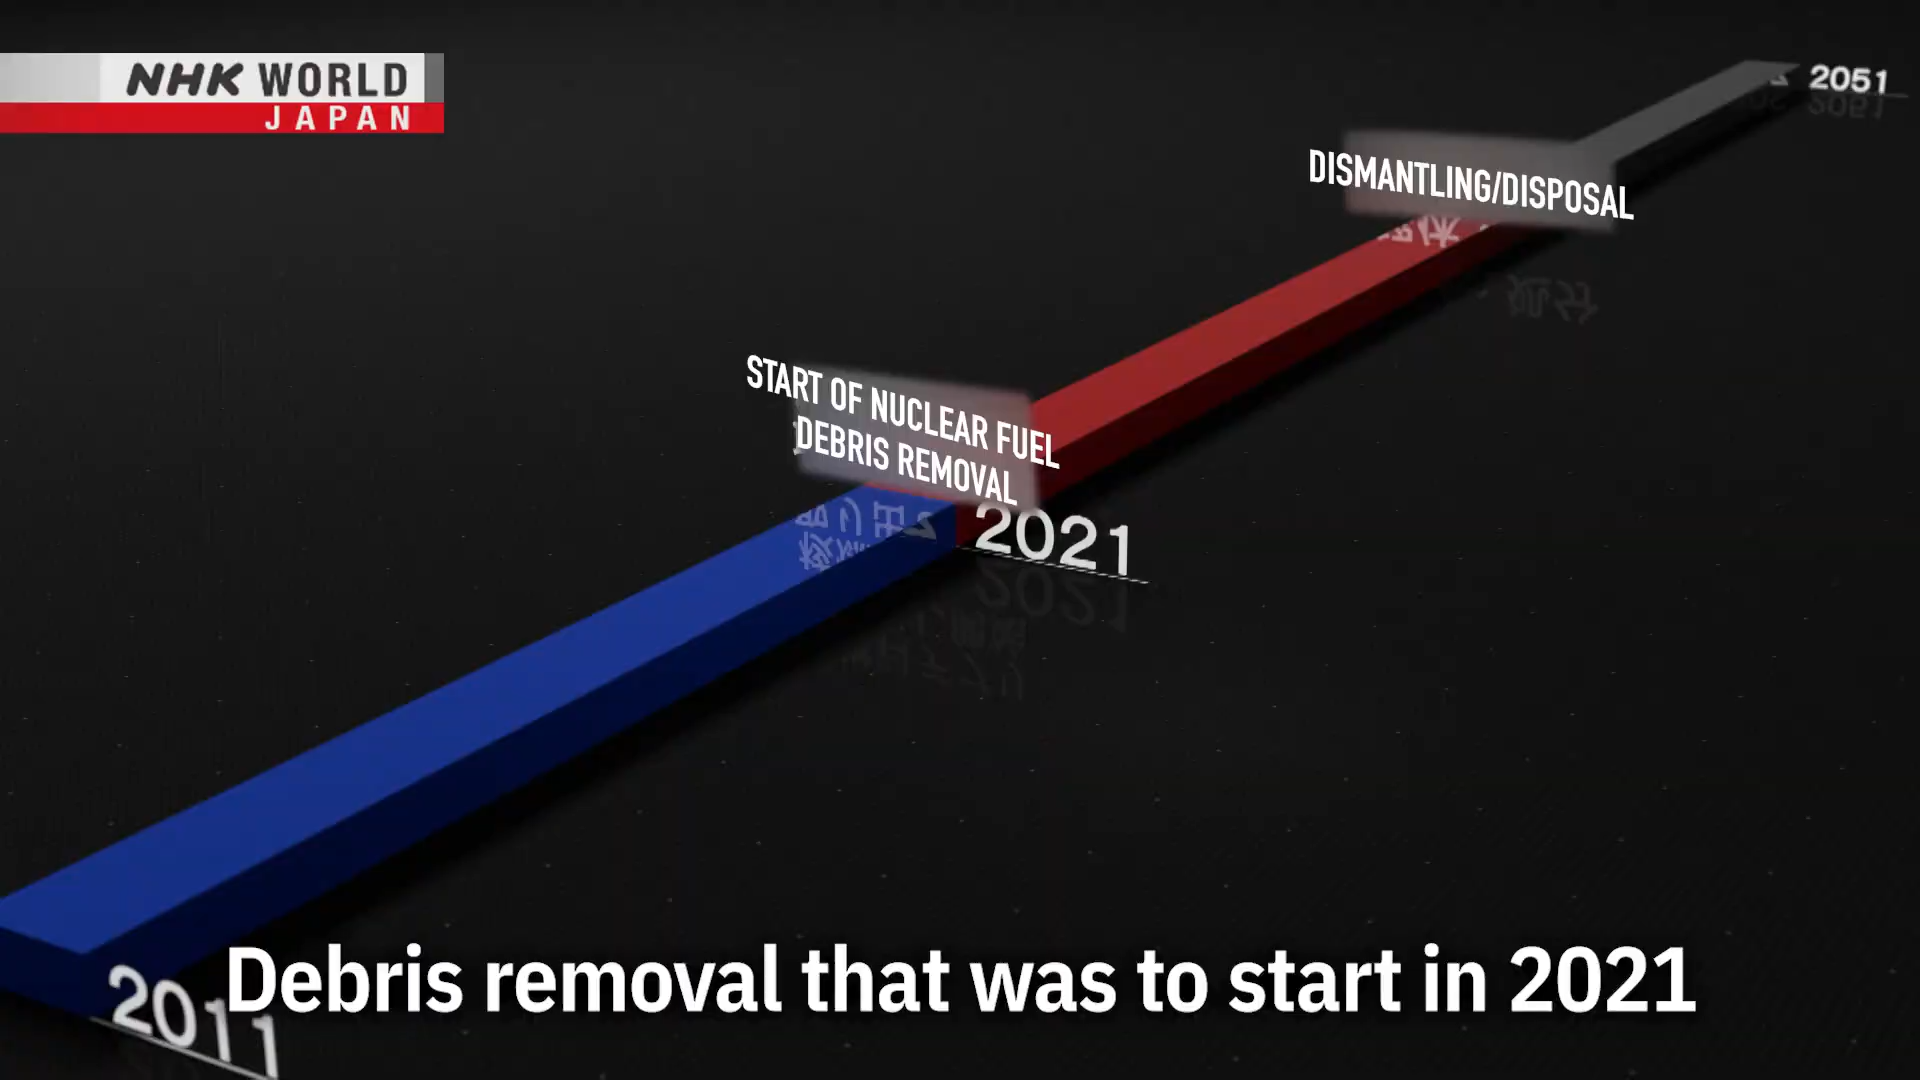 NHK WORLD
JAPAN
2051
DISMANTLING/DISPOSAL
START OF NUCLEAR FUEL
DEBRIS REMOVAL
2021
2011
Debris removal that was to start in 2021